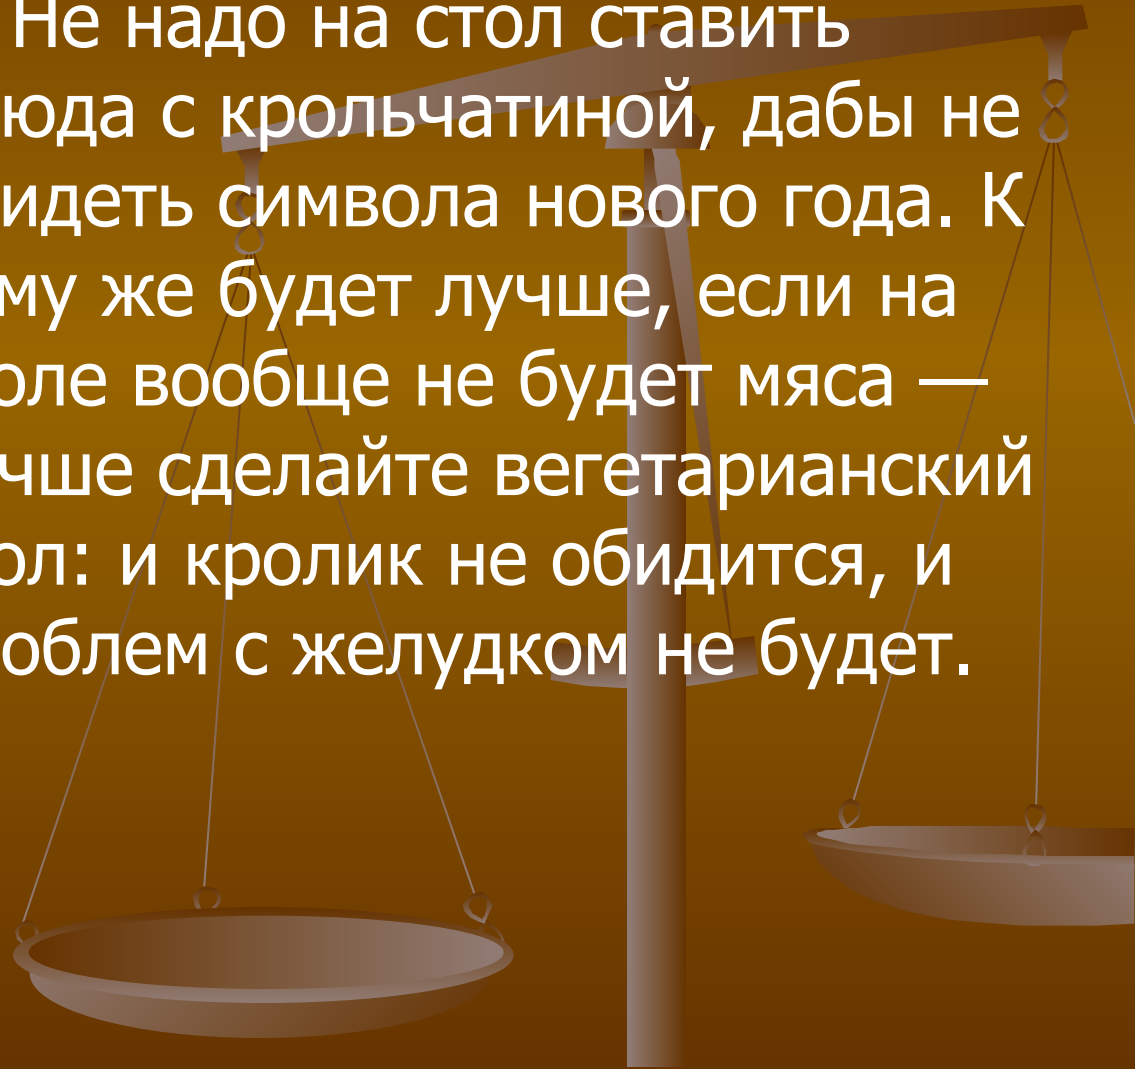 Не надо на стол ставить
юда с крольчатиной, дабы не
идеть символа нового года. К
му же будет лучше, если на
оле вообще не будет мяса —
чше сделайте вегетарианский
ол: и кролик не обидится, и
облем с желудком не будет.